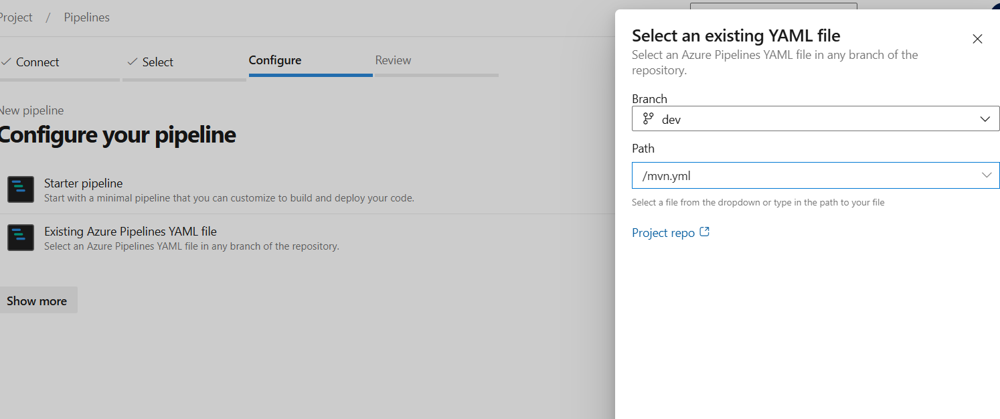 Project / Pipelines
Connect
Select
Configure
Review
New pipeline
Configure your pipeline
Starter pipeline
Start with a minimal pipeline that you can customize to build and deploy your code.
Existing Azure Pipelines YAML file
Select an Azure Pipelines YAML file in any branch of the repository.
Show more
Select an existing YAML file
Select an Azure Pipelines YAML file in any branch of the
repository.
Branch
dev
Path
/mvn.yml
Select a file from the dropdown or type in the path to your file
Project repo